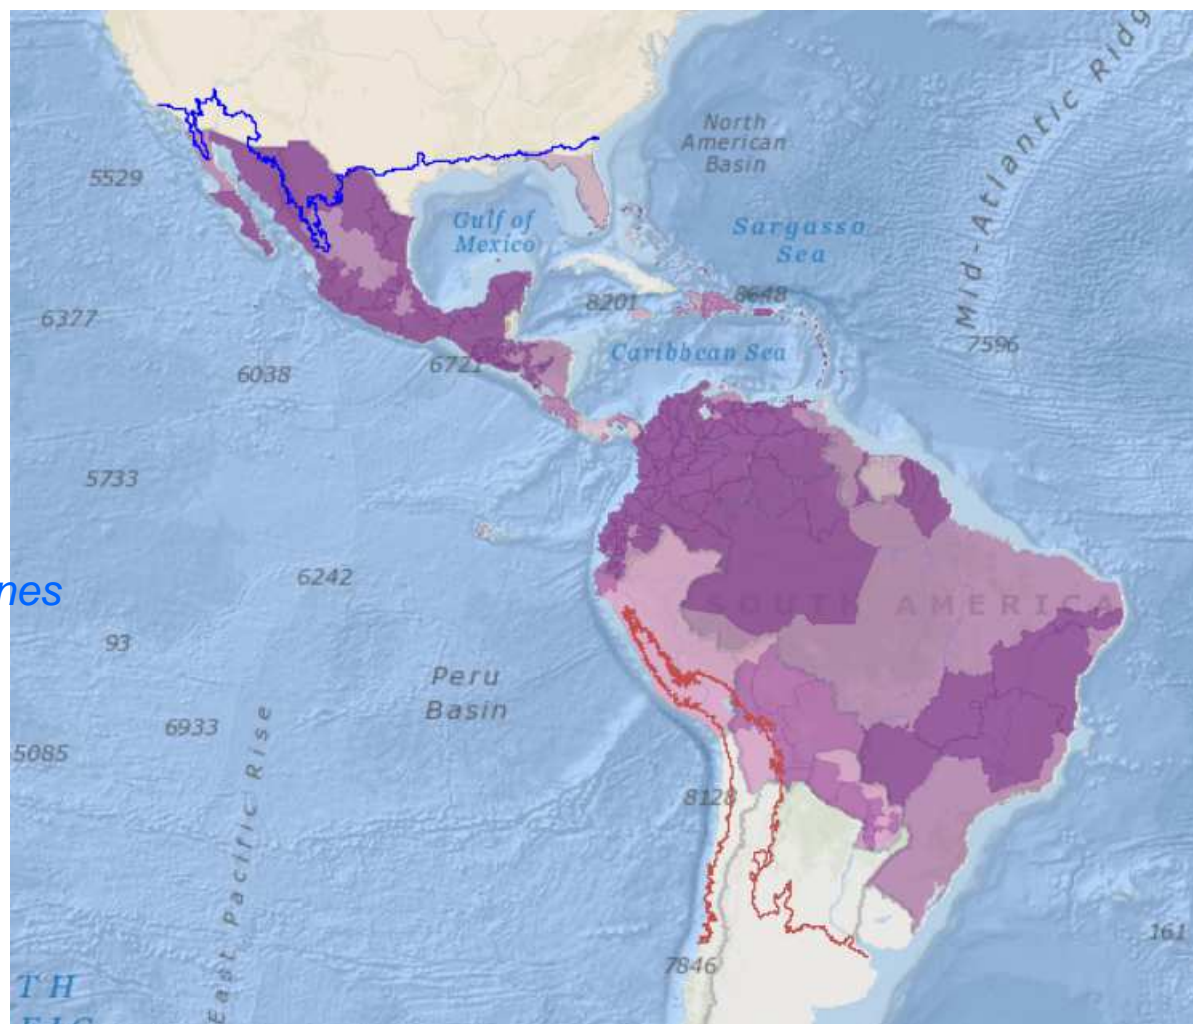 Mid-Atlantic Ridg
North
American
Basin
5529
Gulf of
Mexico
Sargasso
Sea
8201
8648
6377
7596
Caribbean Sea
6721
6038
5733
6242
nes
SOUTH AMERICA
93
Peru
Basin
6933
5085
East Pacific Rise
8128
161
7846
TH